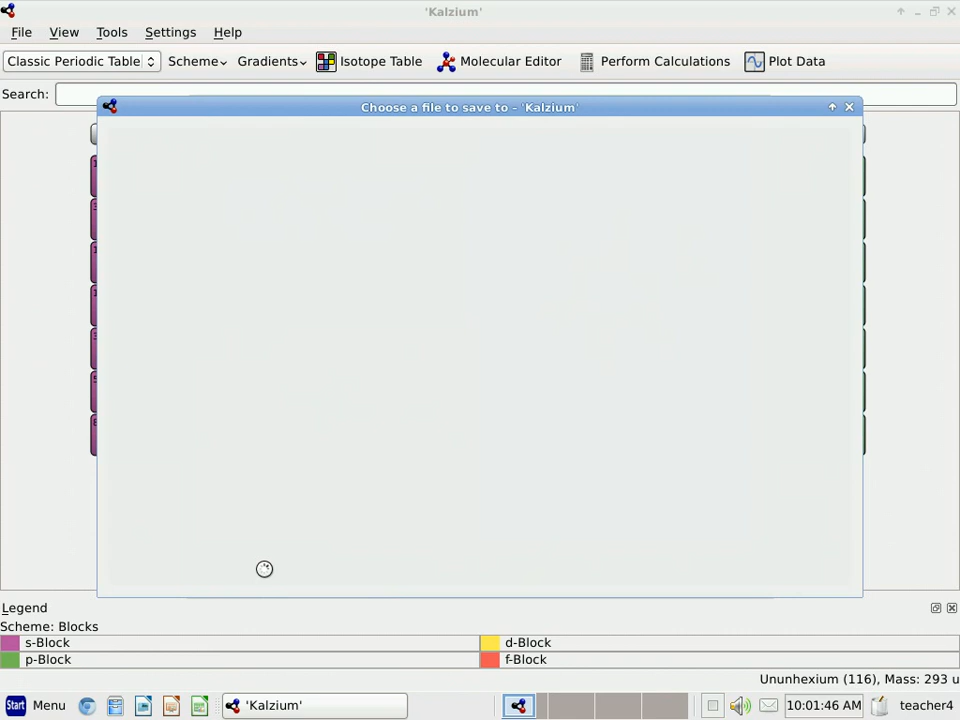 'Kalzium'
File View Tools Settings Help
Classic Periodic Table Scheme Gradients Isotope Table Molecular Editor Perform Calculations Plot Data
Search:
Choose a file to save to - 'Kalzium'
Legend
Scheme: Blocks
s-Block d-Block
p-Block f-Block
Ununhexium (116), Mass: 293 u
Start Menu 'Kalzium' 10:01:46 AM teacher4